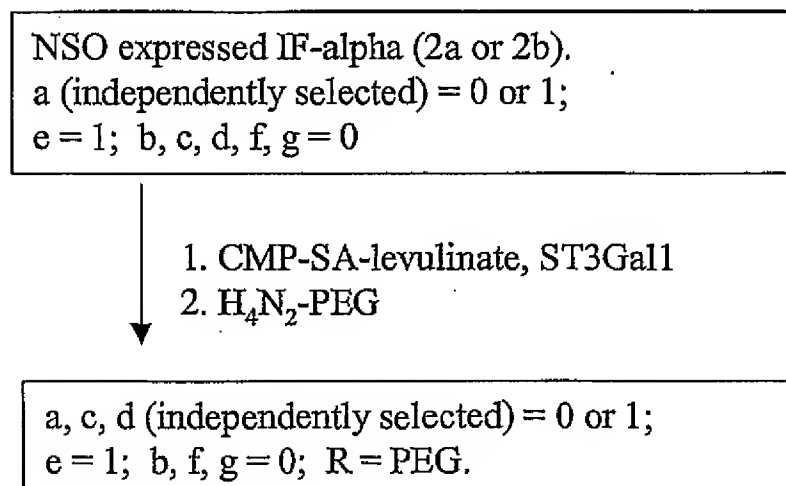 NSO expressed IF-alpha (2a or 2b).
a (independently selected) = 0 or 1;
e = 1; b, c, d, f, g = 0
1. CMP-SA-levulinate, ST3Gal1
2. H₄N₂-PEG
a, c, d (independently selected) = 0 or 1;
e = 1; b, f, g = 0; R = PEG.